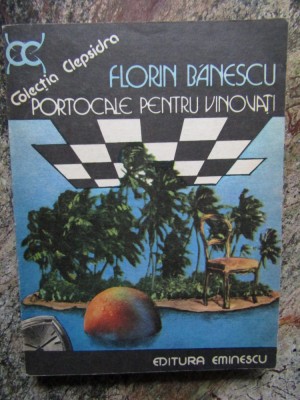 Colecția Clepsidra
FLORIN BĂNESCU
PORTOCALE PENTRU VINOVAȚI
EDITURA EMINESCU